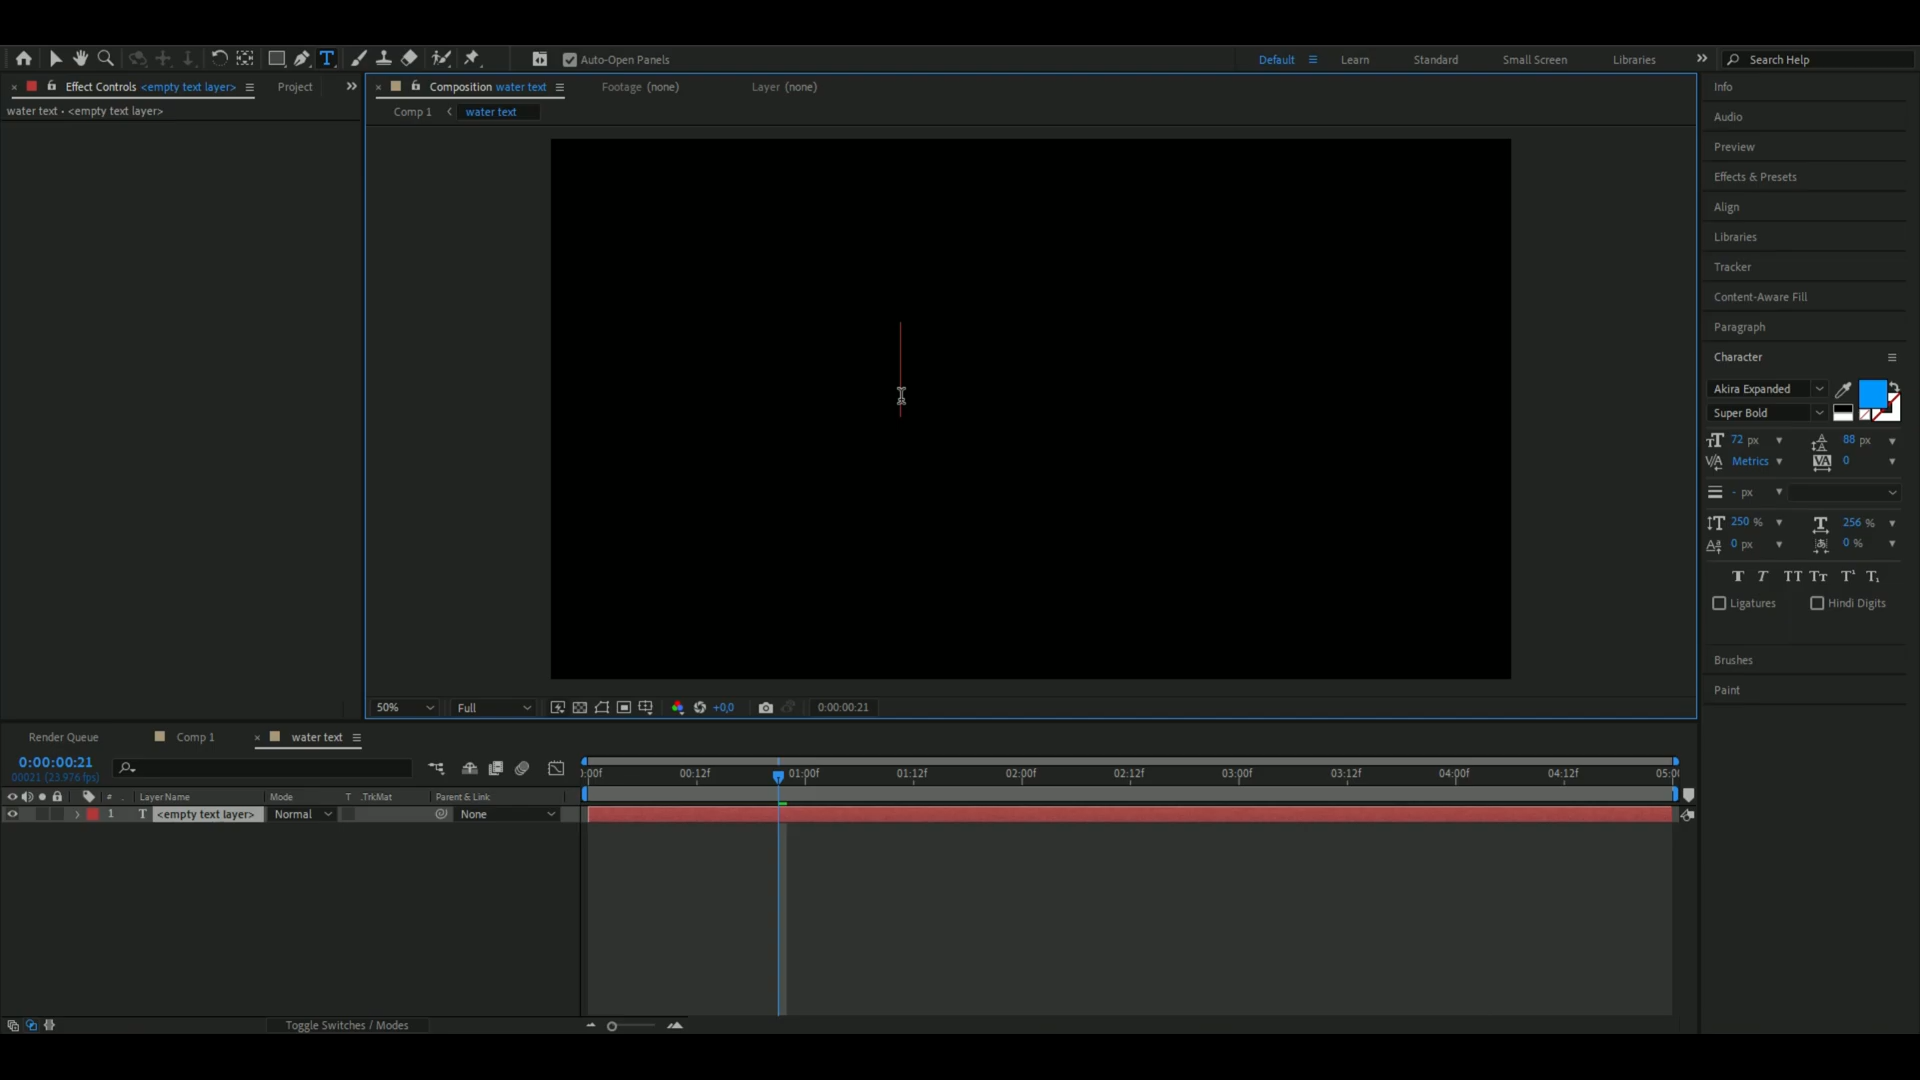 Auto-Open Panels
Default
Learn
Standard
Small Screen
Libraries
Search Help
Effect Controls <empty text layer>
Project
water text • <empty text layer>
Composition water text
Footage (none)
Layer (none)
Comp 1
water text
Info
Audio
Preview
Effects & Presets
Align
Libraries
Tracker
Content-Aware Fill
Paragraph
Character
Akira Expanded
Super Bold
72 px
88 px
Metrics
0
- px
250 %
256 %
0 px
0 %
Ligatures
Hindi Digits
Brushes
Paint
50%
Full
+0,0
0:00:00:21
Render Queue
Comp 1
water text
0:00:00:21
00021 (23.976 fps)
:00f
00:12f
01:00f
01:12f
02:00f
02:12f
03:00f
03:12f
04:00f
04:12f
05:0
# Layer Name
Mode
T .TrkMat
Parent & Link
1
<empty text layer>
Normal
None
Toggle Switches / Modes